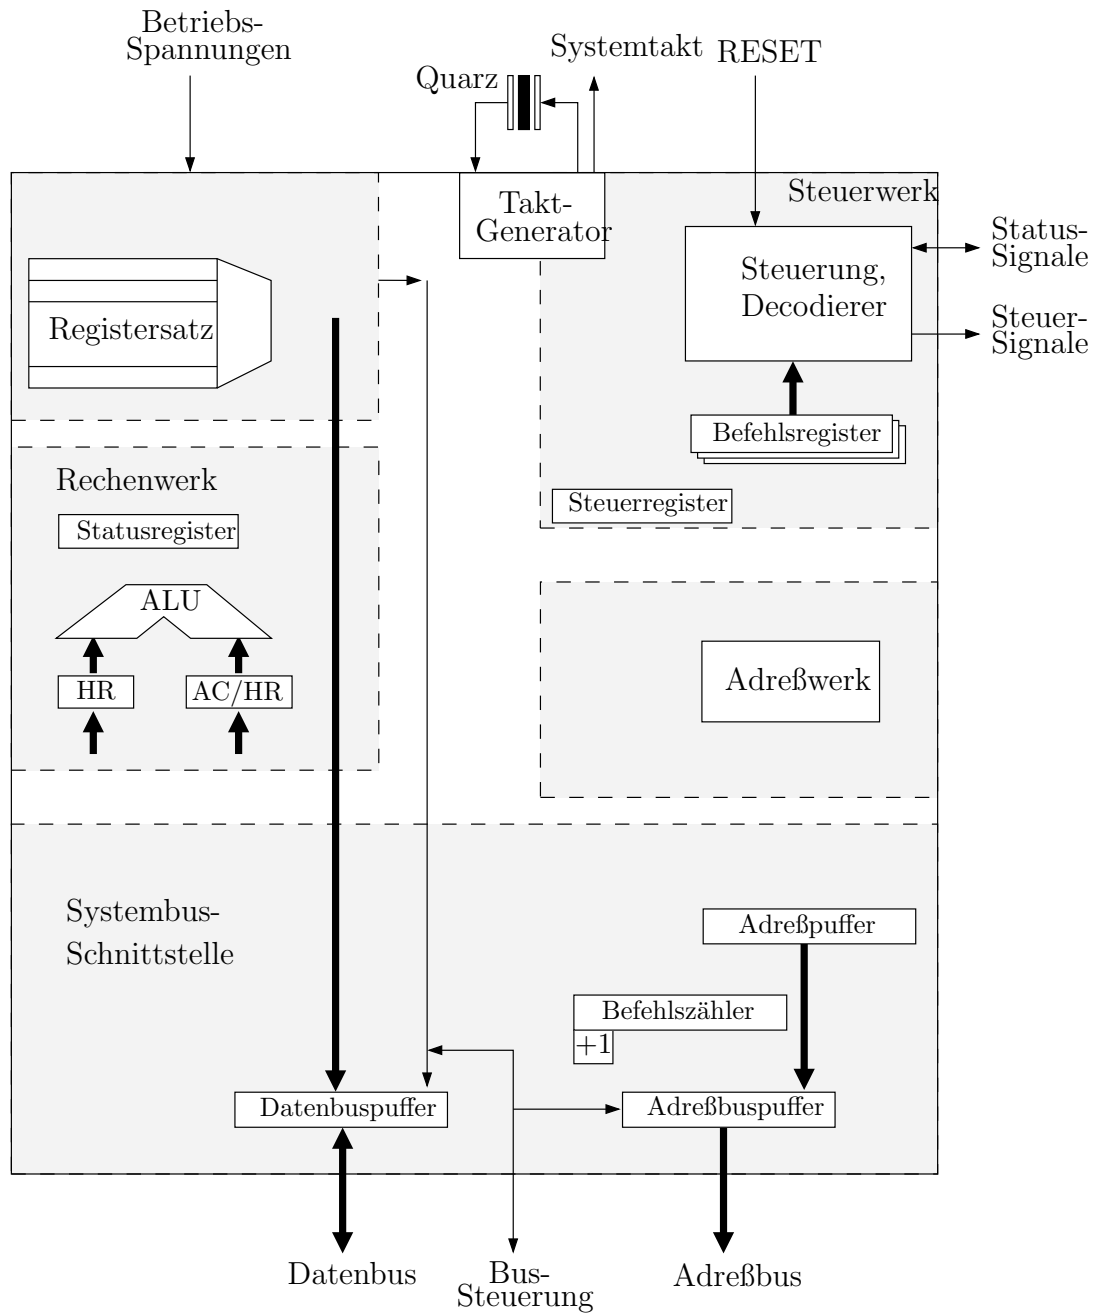 Betriebs-
Spannungen
Quarz
Systemtakt
RESET
Takt-
Generator
Steuerwerk
Steuerung,
Decodierer
Status-
Signale
Steuer-
Signale
Registersatz
Befehlsregister
Steuerregister
Rechenwerk
Statusregister
ALU
HR
AC/HR
Adreßwerk
Systembus-
Schnittstelle
Adreßpuffer
Befehlszähler
+1
Datenbuspuffer
Adreßbuspuffer
Datenbus
Bus-
Steuerung
Adreßbus